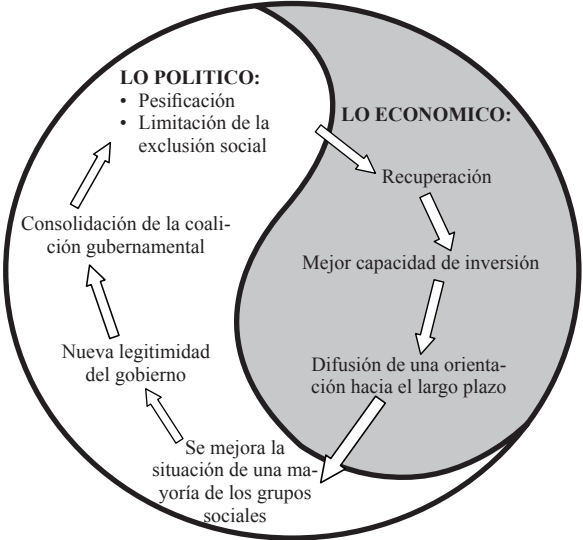 LO POLITICO:
• Pesificación
• Limitación de la
exclusión social
LO ECONOMICO:
Recuperación
Mejor capacidad de inversión
Difusión de una orienta-
ción hacia el largo plazo
Se mejora la
situación de una ma-
yoría de los grupos
sociales
Nueva legitimidad
del gobierno
Consolidación de la coali-
ción gubernamental